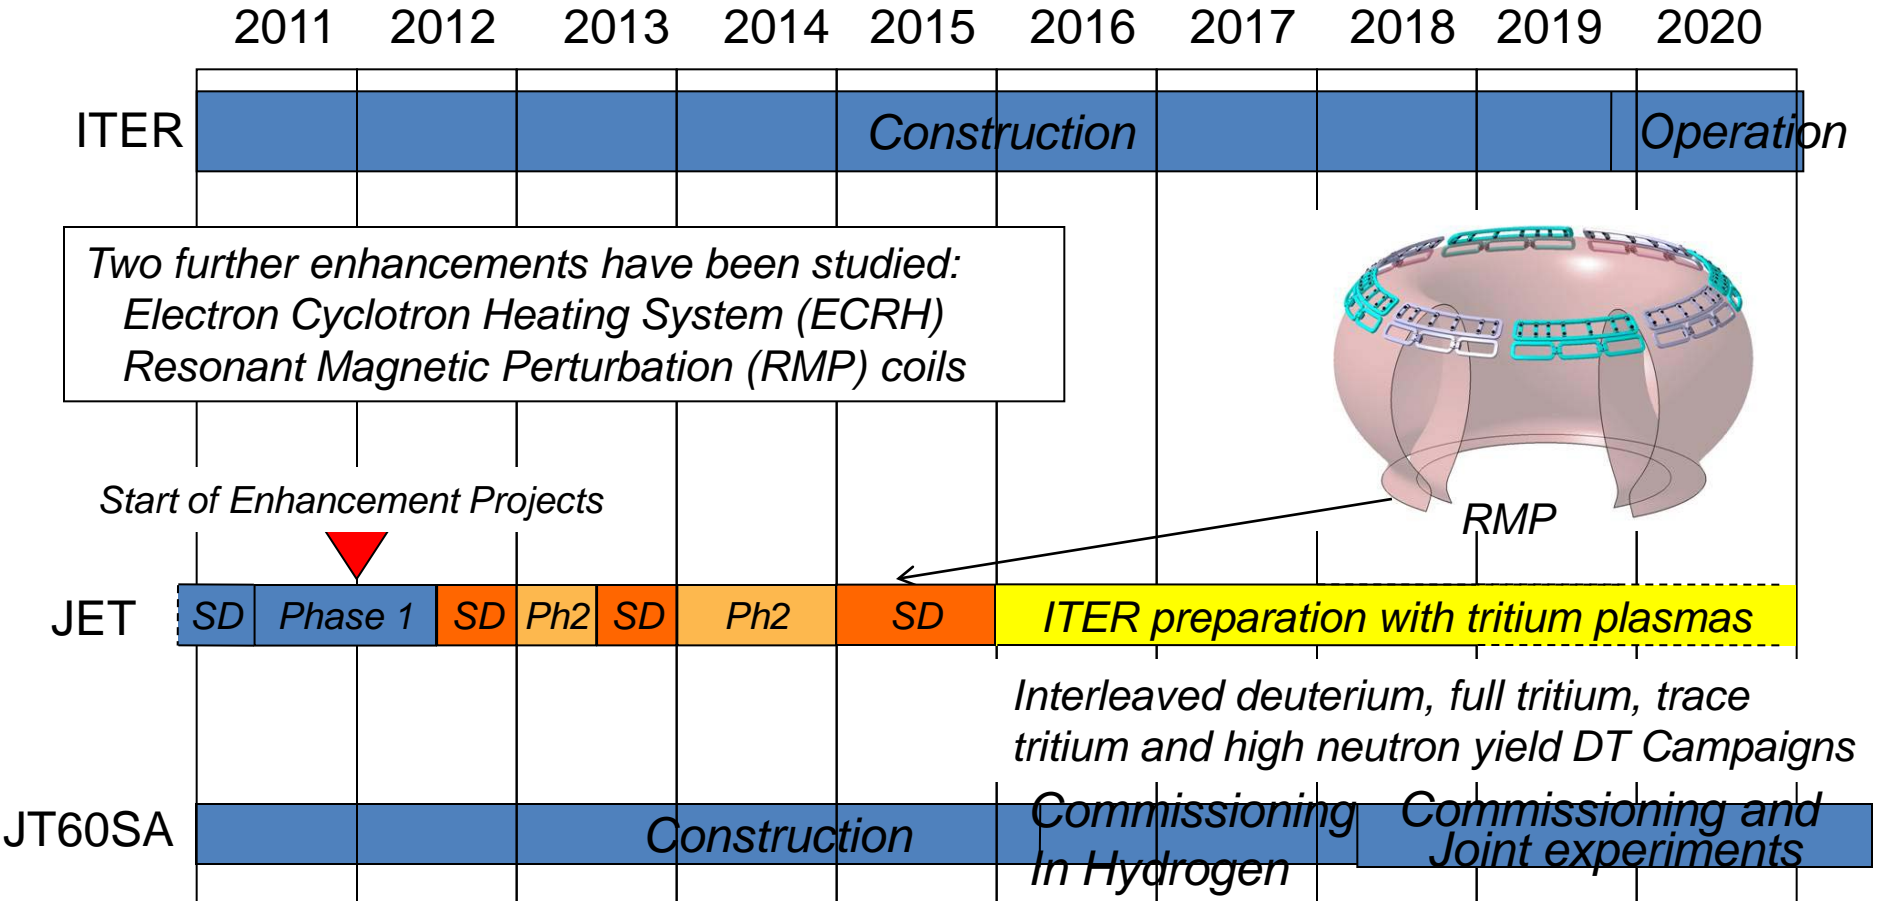 2011 2012 2013 2014 2015 2016 2017 2018 2019 2020
ITER
Construction
Operation
Two further enhancements have been studied:
Electron Cyclotron Heating System (ECRH)
Resonant Magnetic Perturbation (RMP) coils
Start of Enhancement Projects
RMP
JET
SD
Phase 1
SD
Ph2
SD
Ph2
SD
ITER preparation with tritium plasmas
Interleaved deuterium, full tritium, trace
tritium and high neutron yield DT Campaigns
JT60SA
Construction
Commissioning
In Hydrogen
Commissioning and
Joint experiments